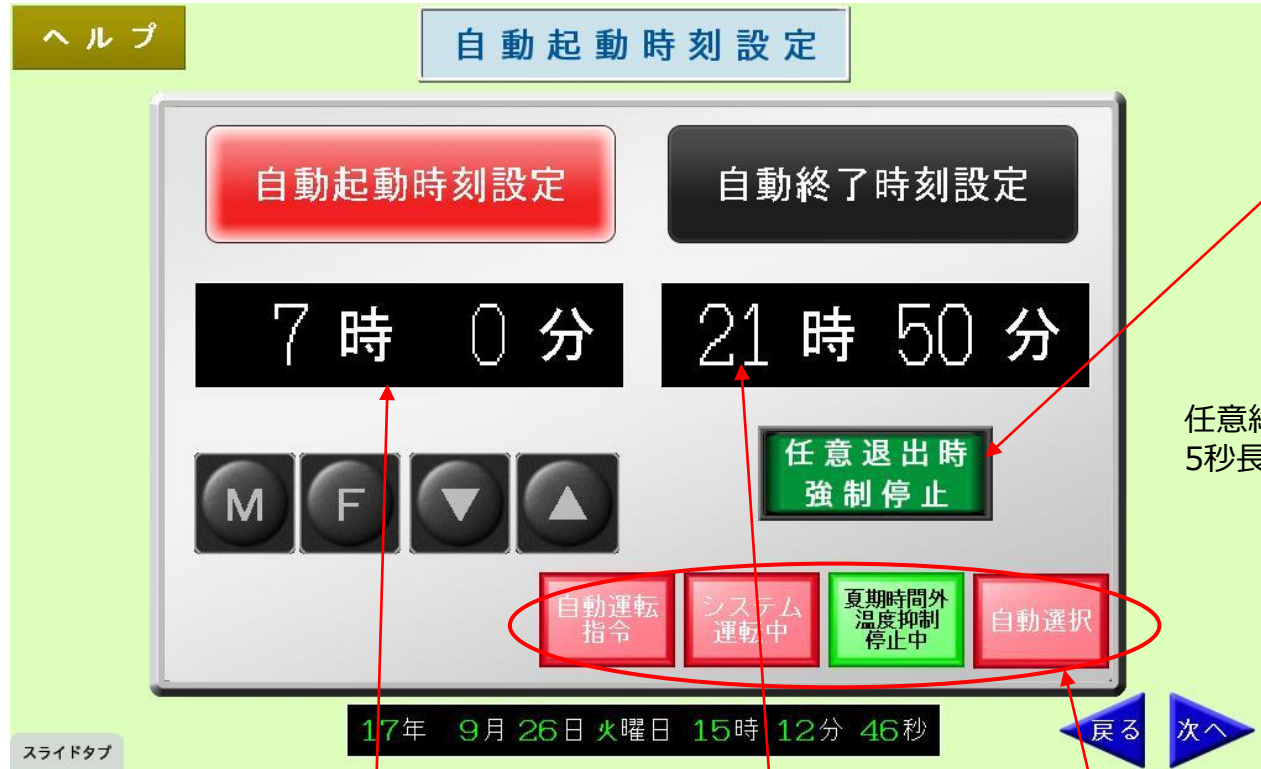 ヘルプ
自動起動時刻設定
自動起動時刻設定
自動終了時刻設定
7時 0分
21時 50分
任意退出時
強制停止
任意
5秒長
M F ▼ ▲
自動運転
指令
システム
運転中
夏期時間外
温度抑制
停止中
自動選択
17年 9月26日火曜日 15時12分46秒
戻る
次へ
スライドタブ